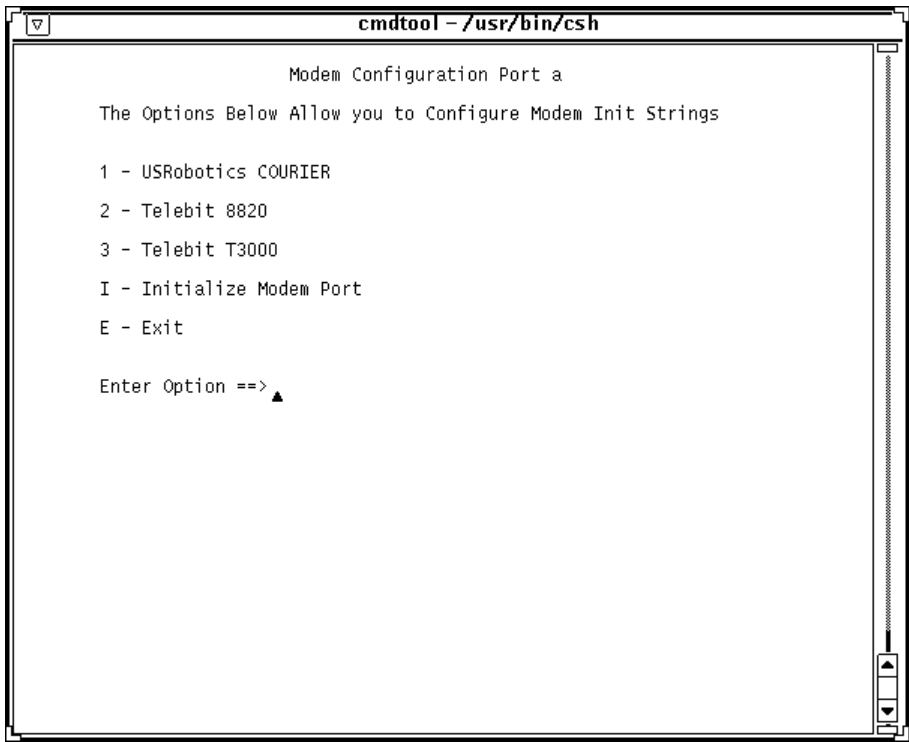 cmdtool – /usr/bin/csh
Modem Configuration Port a
The Options Below Allow you to Configure Modem Init Strings
1 - USRobotics COURIER
2 - Telebit 8820
3 - Telebit T3000
I - Initialize Modem Port
E - Exit
Enter Option ==>